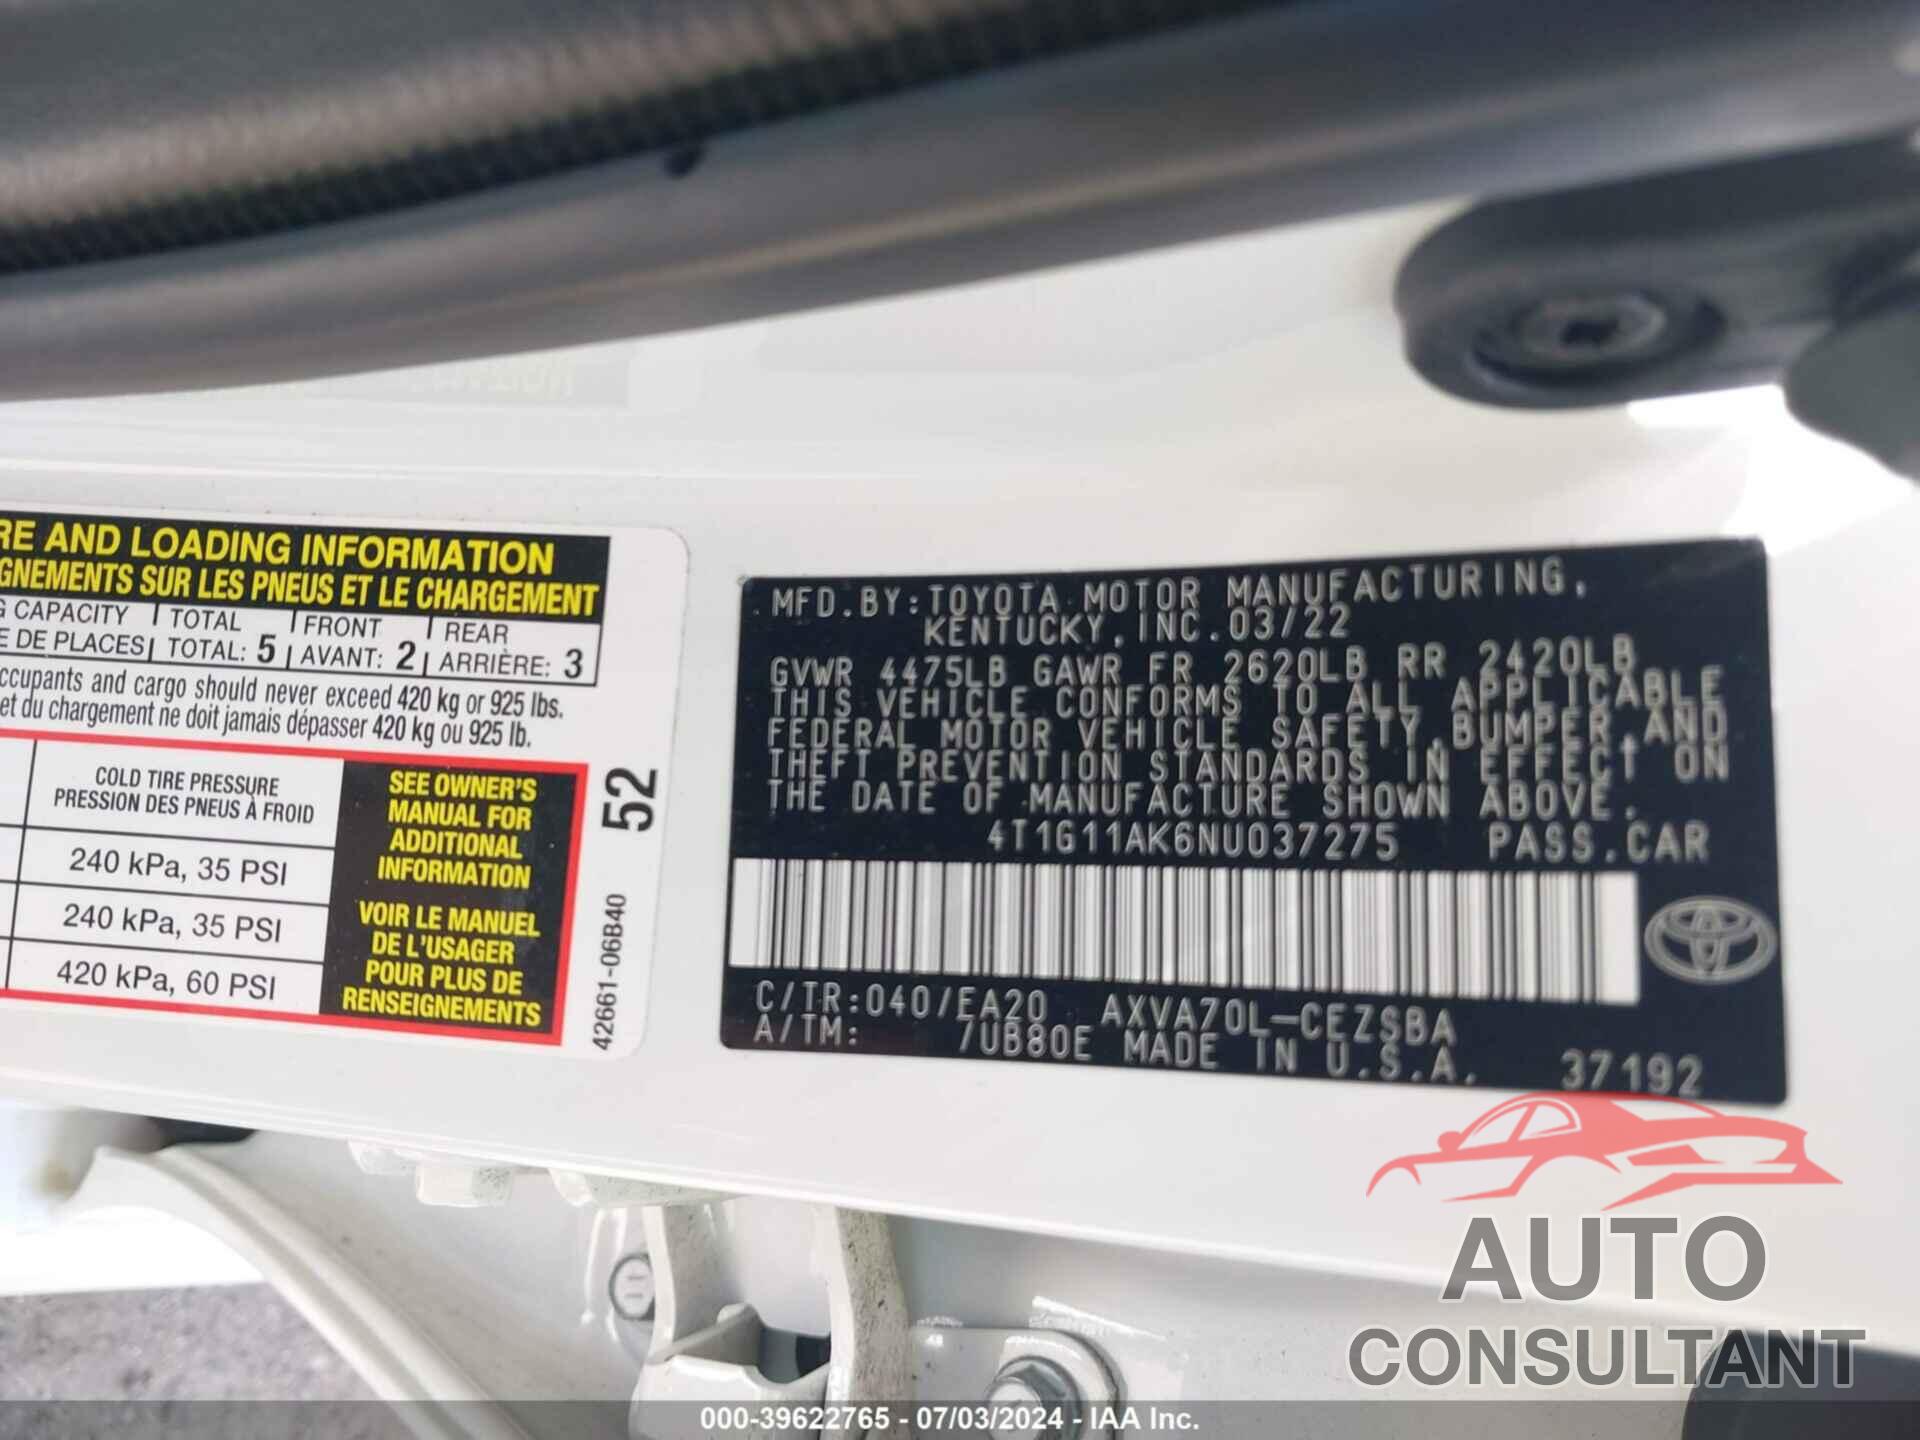 RE AND LOADING INFORMATION
GNEMENTS SUR LES PNEUS ET LE CHARGEMENT
G CAPACITY TOTAL FRONT REAR
E DE PLACES TOTAL: 5 AVANT: 2 ARRIÈRE: 3
ccupants and cargo should never exceed 420 kg or 925 lbs.
et du chargement ne doit jamais dépasser 420 kg ou 925 lb.
COLD TIRE PRESSURE
PRESSION DES PNEUS À FROID
240 kPa, 35 PSI
240 kPa, 35 PSI
420 kPa, 60 PSI
SEE OWNER'S
MANUAL FOR
ADDITIONAL
INFORMATION
VOIR LE MANUEL
DE L'USAGER
POUR PLUS DE
RENSEIGNEMENTS
52
42661-06B40
MFD.BY:TOYOTA MOTOR MANUFACTURING,
KENTUCKY,INC.03/22
GVWR 4475LB GAWR FR 2620LB RR 2420LB
THIS VEHICLE CONFORMS TO ALL APPLICABLE
FEDERAL MOTOR VEHICLE SAFETY,BUMPER,AND
THEFT PREVENTION STANDARDS IN EFFECT ON
THE DATE OF MANUFACTURE SHOWN ABOVE.
4T1G11AK6NU037275 PASS.CAR
C/TR:040/EA20 AXVA70L-CEZSBA
A/TM: 7UB80E MADE IN U.S.A. 37192
AUTO
CONSULTANT
000-39622765 - 07/03/2024 - IAA Inc.